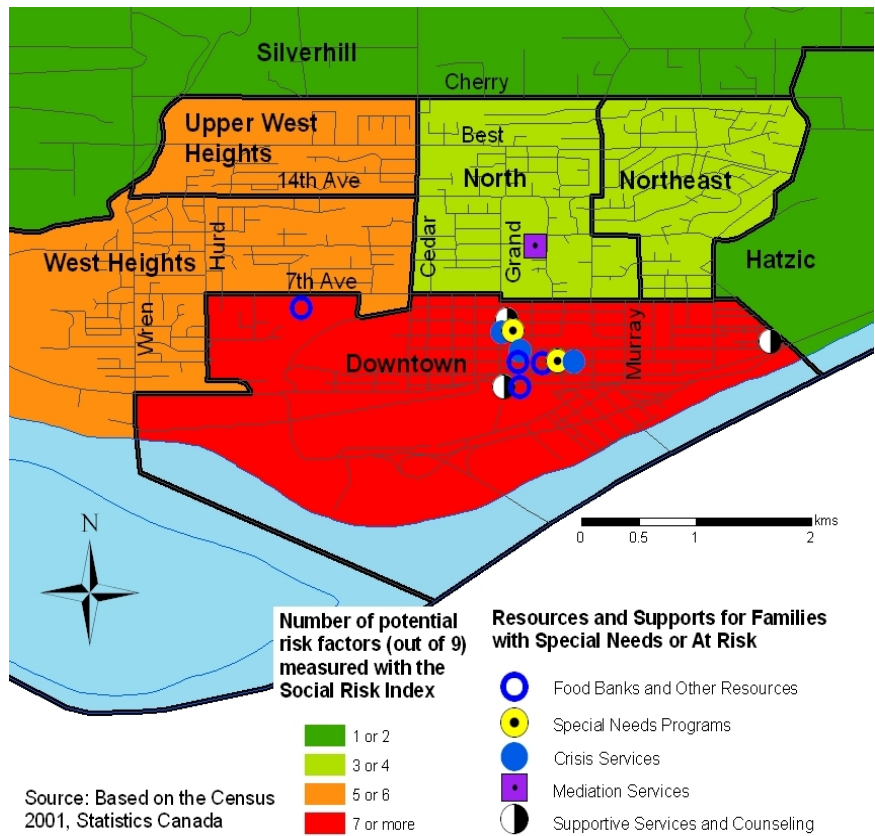 Silverhill
Cherry
Upper West
Heights
Best
14th Ave
North
Northeast
West Heights
Hurd
Cedar
Grand
Hatzic
7th Ave
Wren
Downtown
Murray
N
kms
0 0.5 1 2
Number of potential
risk factors (out of 9)
measured with the
Social Risk Index
1 or 2
3 or 4
5 or 6
7 or more
Resources and Supports for Families
with Special Needs or At Risk
Food Banks and Other Resources
Special Needs Programs
Crisis Services
Mediation Services
Supportive Services and Counseling
Source: Based on the Census
2001, Statistics Canada